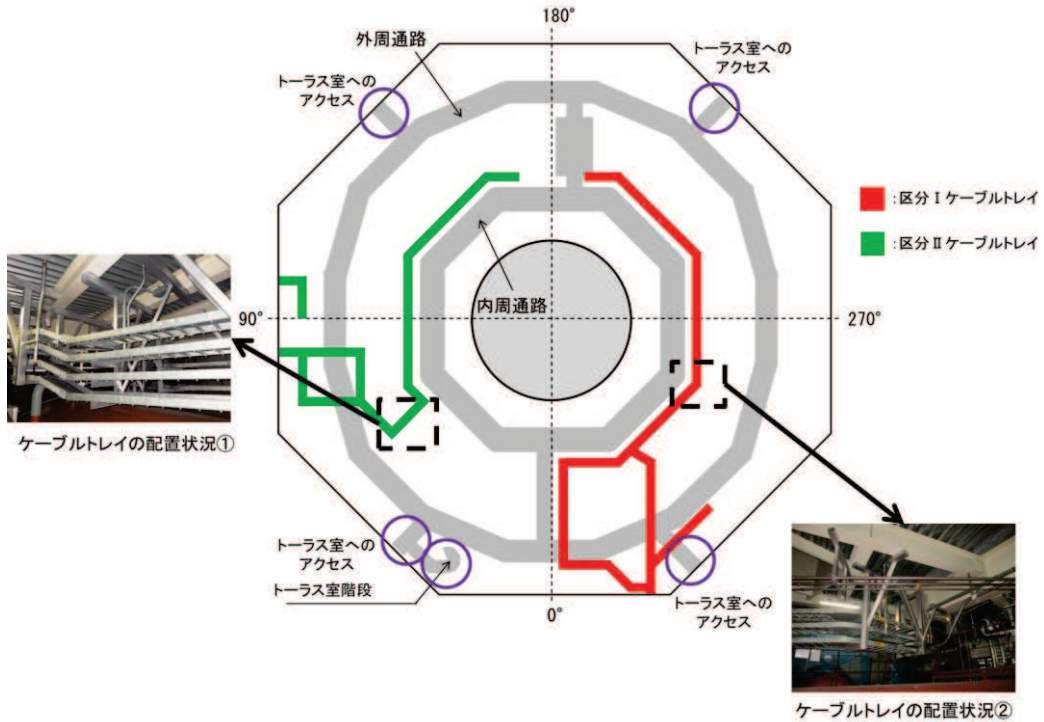 180°
外周通路
トーラス室への
アクセス
トーラス室への
アクセス
:区分Ⅰケーブルトレイ
:区分Ⅱケーブルトレイ
内周通路
90°
270°
ケーブルトレイの配置状況①
トーラス室への
アクセス
トーラス室階段
0°
トーラス室への
アクセス
ケーブルトレイの配置状況②